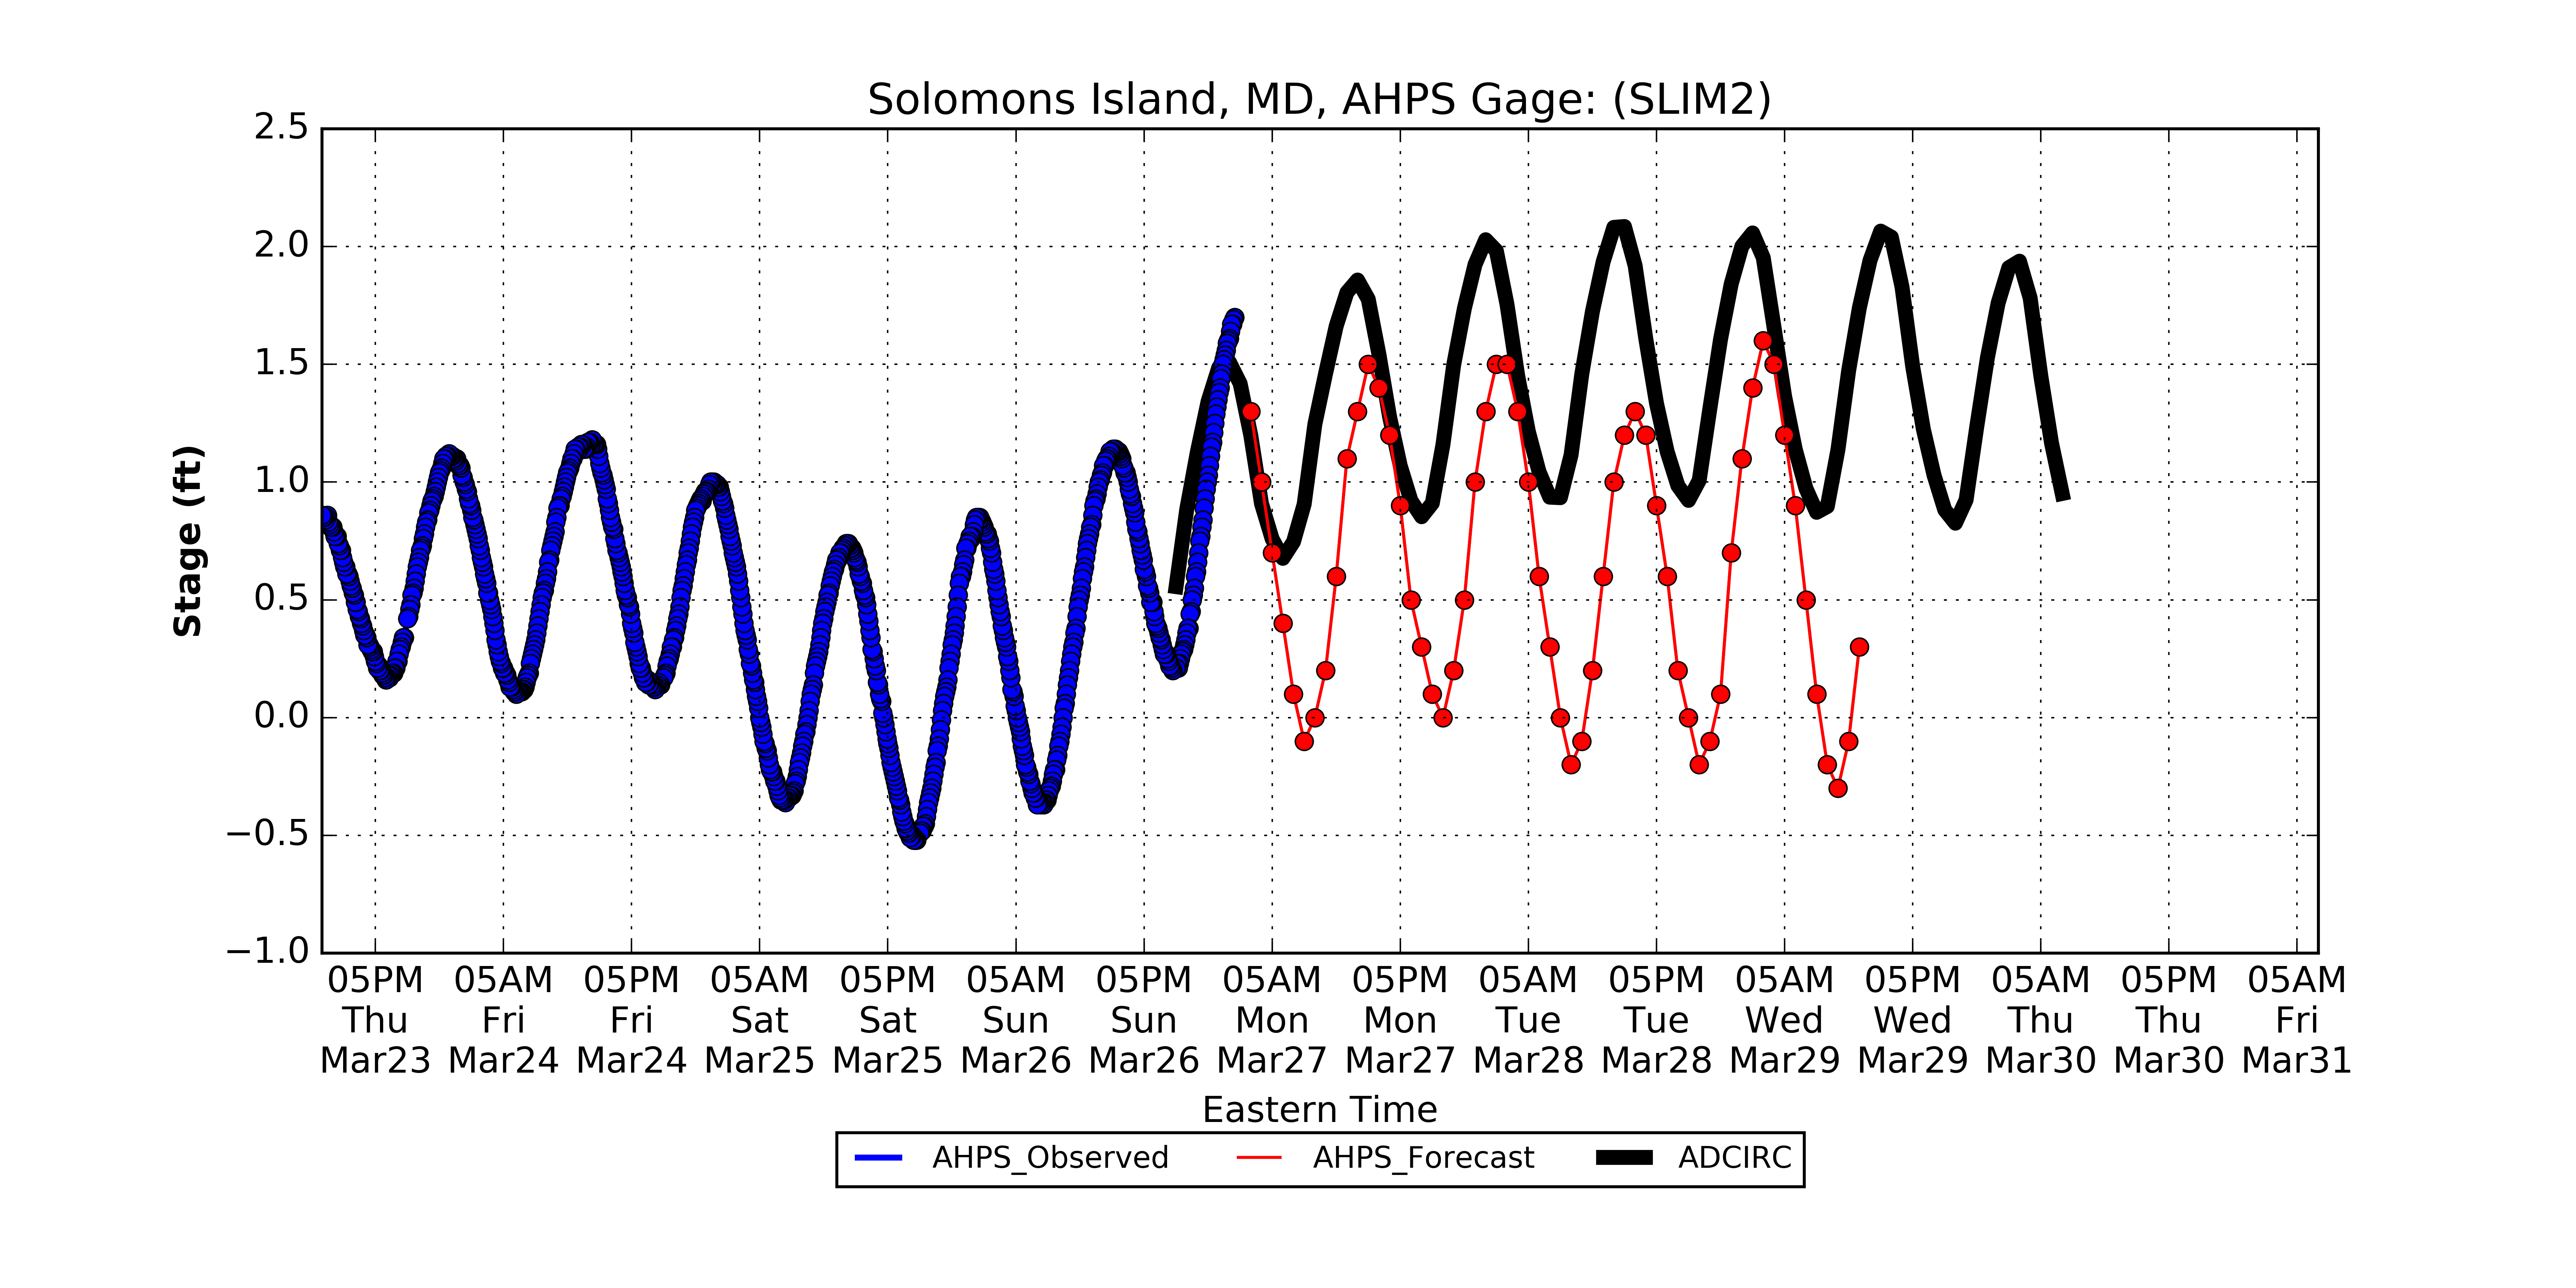 Solomons Island, MD, AHPS Gage: (SLIM2)
2.5
2.0
1.5
1.0
0.5
0.0
−0.5
−1.0
Stage (ft)
05PM 05AM 05PM 05AM 05PM 05AM 05PM 05AM 05PM 05AM 05PM 05AM 05PM 05AM 05PM 05AM
Thu Fri Fri Sat Sat Sun Sun Mon Mon Tue Tue Wed Wed Thu Thu Fri
Mar23 Mar24 Mar24 Mar25 Mar25 Mar26 Mar26 Mar27 Mar27 Mar28 Mar28 Mar29 Mar29 Mar30 Mar30 Mar31
Eastern Time
AHPS_Observed AHPS_Forecast ADCIRC